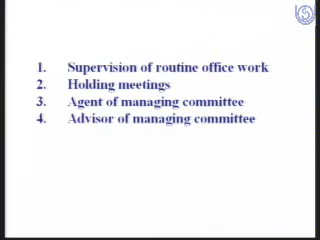 1. Supervision of routine office work
2. Holding meetings
3. Agent of managing committee
4. Advisor of managing committee